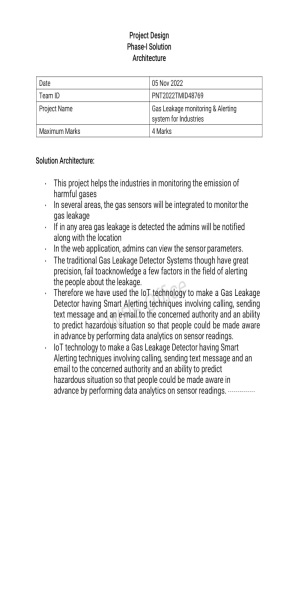 Project Design
Phase-I Solution
Architecture
Date 05 Nov 2022
Team ID PNT2022TMID48769
Project Name Gas Leakage monitoring & Alerting
system for Industries
Maximum Marks 4 Marks
Solution Architecture:
· This project helps the industries in monitoring the emission of
harmful gases
· In several areas, the gas sensors will be integrated to monitor the
gas leakage
· If in any area gas leakage is detected the admins will be notified
along with the location
· In the web application, admins can view the sensor parameters.
· The traditional Gas Leakage Detector Systems though have great
precision, fail toacknowledge a few factors in the field of alerting
the people about the leakage.
· Therefore we have used the IoT technology to make a Gas Leakage
Detector having Smart Alerting techniques involving calling, sending
text message and an e-mail to the concerned authority and an ability
to predict hazardous situation so that people could be made aware
in advance by performing data analytics on sensor readings.
· IoT technology to make a Gas Leakage Detector having Smart
Alerting techniques involving calling, sending text message and an
email to the concerned authority and an ability to predict
hazardous situation so that people could be made aware in
advance by performing data analytics on sensor readings. --------------